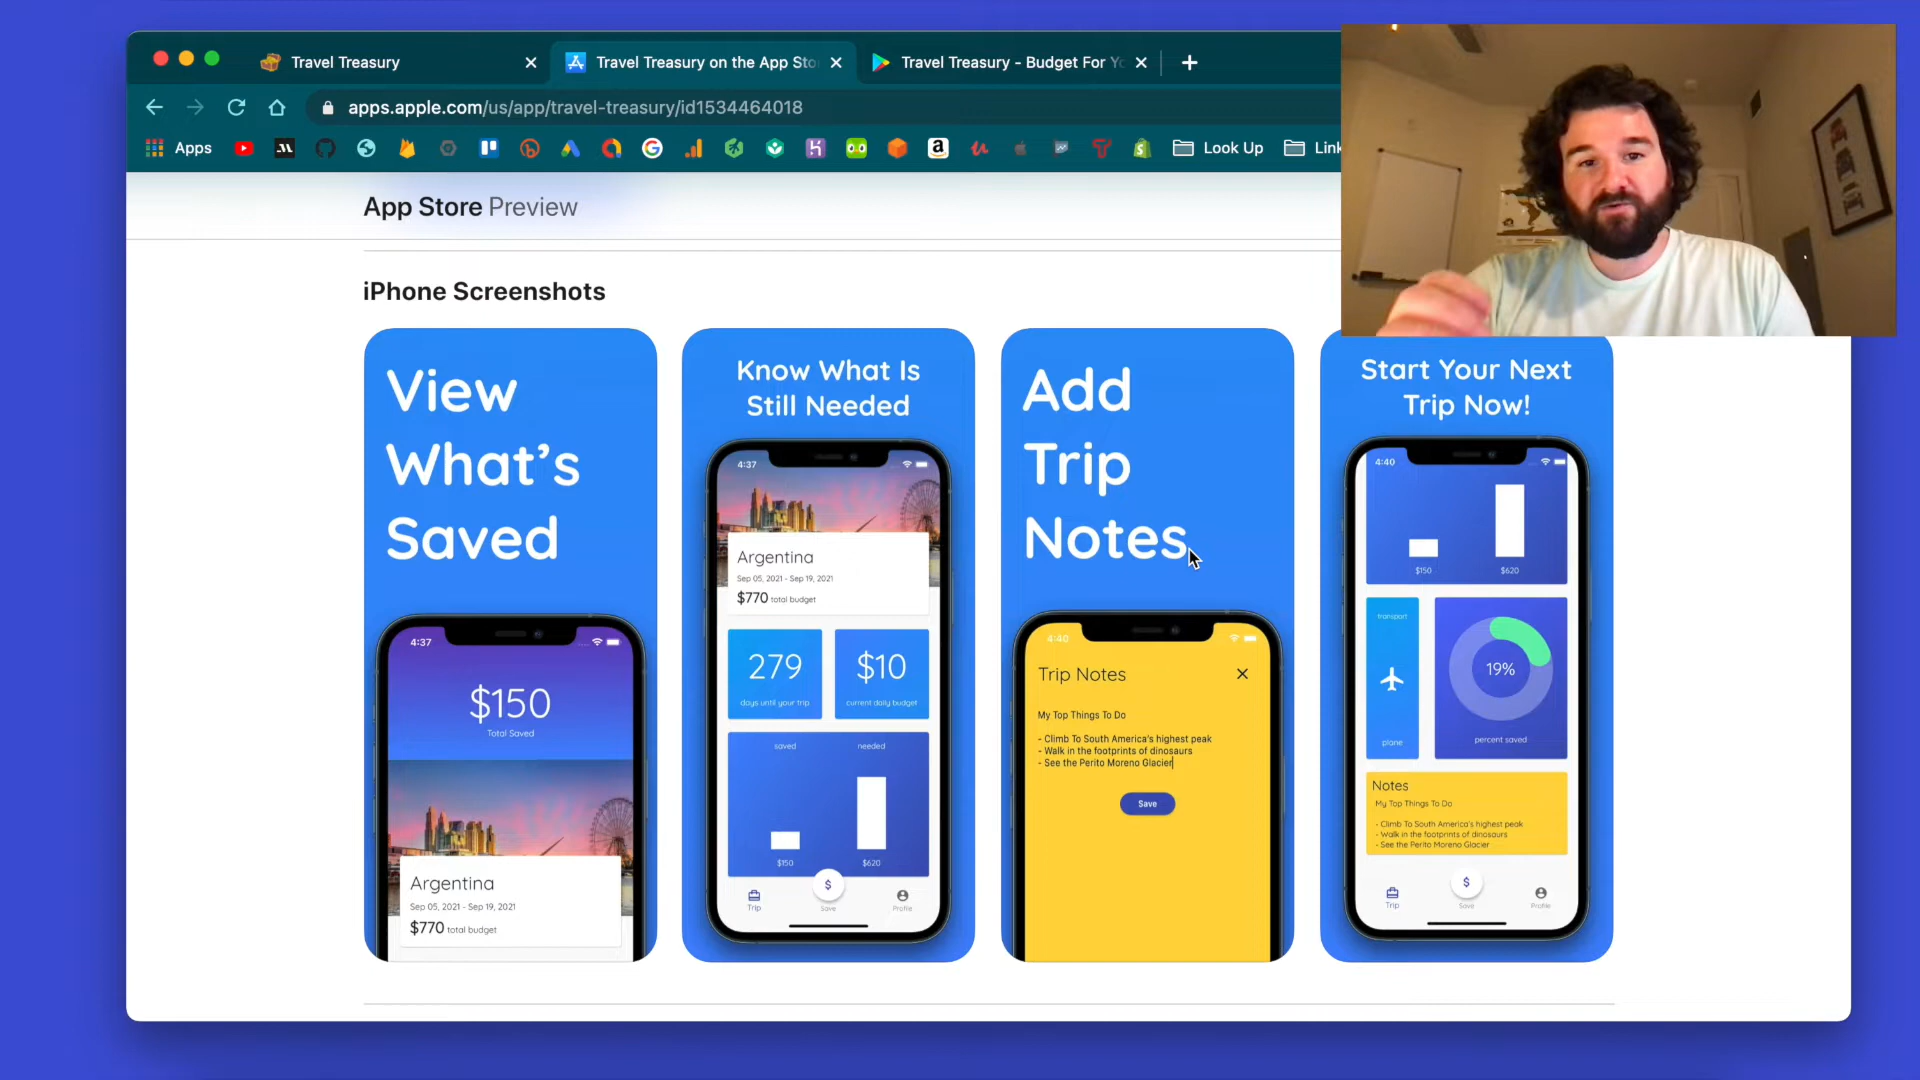 Travel Treasury
Travel Treasury on the App Sto
Travel Treasury - Budget For Yo
apps.apple.com/us/app/travel-treasury/id1534464018
Apps
Look Up
Link
App Store Preview
iPhone Screenshots
View
What's
Saved
4:37
$150
Total Saved
Argentina
Sep 05, 2021 - Sep 19, 2021
$770 total budget
Know What Is
Still Needed
4:37
Argentina
Sep 05, 2021 - Sep 19, 2021
$770 total budget
279
days until your trip
$10
current daily budget
saved
needed
$150
$620
$
Trip
Save
Profile
Add
Trip
Notes
4:40
Trip Notes
My Top Things To Do
- Climb To South America's highest peak
- Walk in the footprints of dinosaurs
- See the Perito Moreno Glacier
Save
Start Your Next
Trip Now!
4:40
$150
$620
transport
plane
19%
percent saved
Notes
My Top Things To Do
- Climb To South America's highest peak
- Walk in the footprints of dinosaurs
- See the Perito Moreno Glacier
$
Trip
Save
Profile